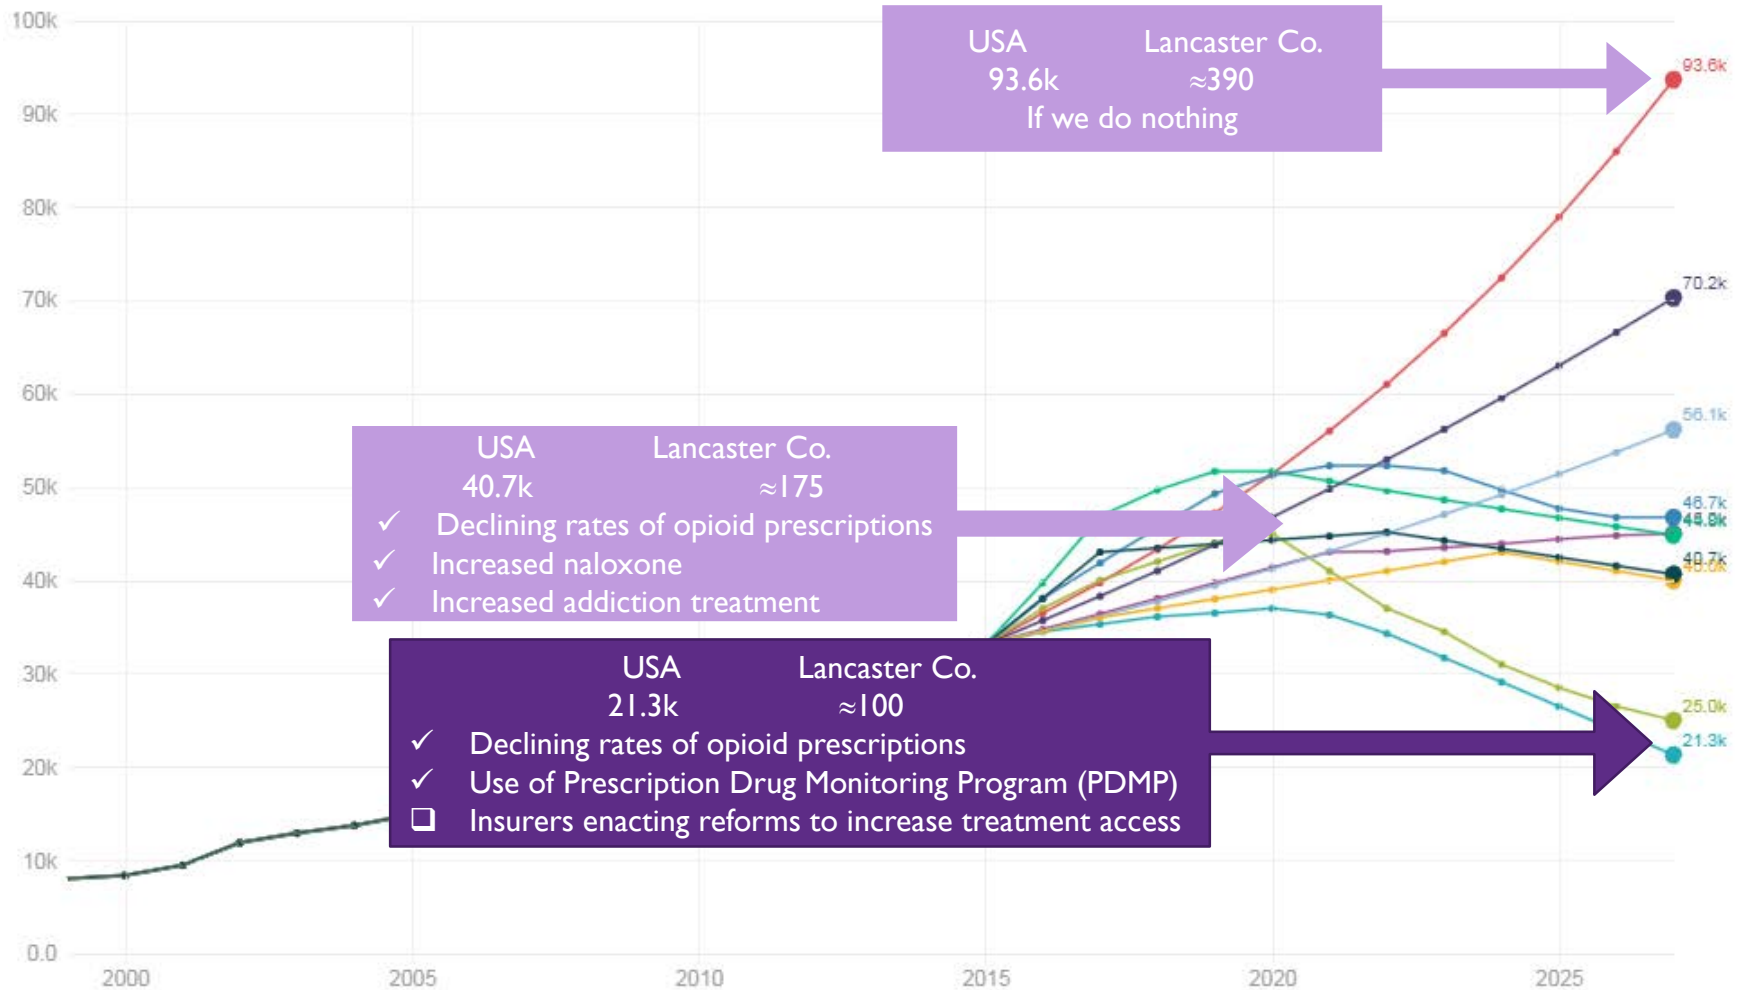 100k
90k
80k
70k
60k
50k
40k
30k
20k
10k
0.0
USA Lancaster Co.
93.6k ≈390
If we do nothing
USA Lancaster Co.
40.7k ≈175
✓ Declining rates of opioid prescriptions
✓ Increased naloxone
✓ Increased addiction treatment
USA Lancaster Co.
21.3k ≈100
✓ Declining rates of opioid prescriptions
✓ Use of Prescription Drug Monitoring Program (PDMP)
❑ Insurers enacting reforms to increase treatment access
93.6k
70.2k
56.1k
46.7k
40.7k
25.0k
21.3k
2000 2005 2010 2015 2020 2025